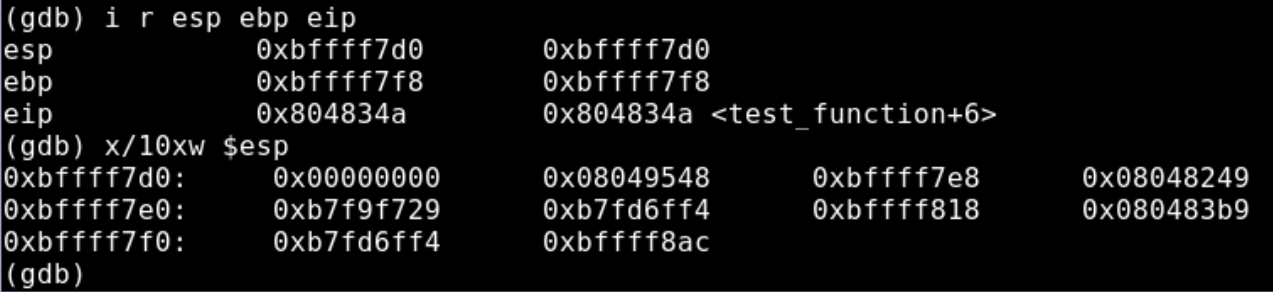 (gdb) i r esp ebp eip
esp            0xbffff7d0       0xbffff7d0
ebp            0xbffff7f8       0xbffff7f8
eip            0x804834a        0x804834a <test_function+6>
(gdb) x/10xw $esp
0xbffff7d0:     0x00000000      0x08049548      0xbffff7e8      0x08048249
0xbffff7e0:     0xb7f9f729      0xb7fd6ff4      0xbffff818      0x080483b9
0xbffff7f0:     0xb7fd6ff4      0xbffff8ac
(gdb)